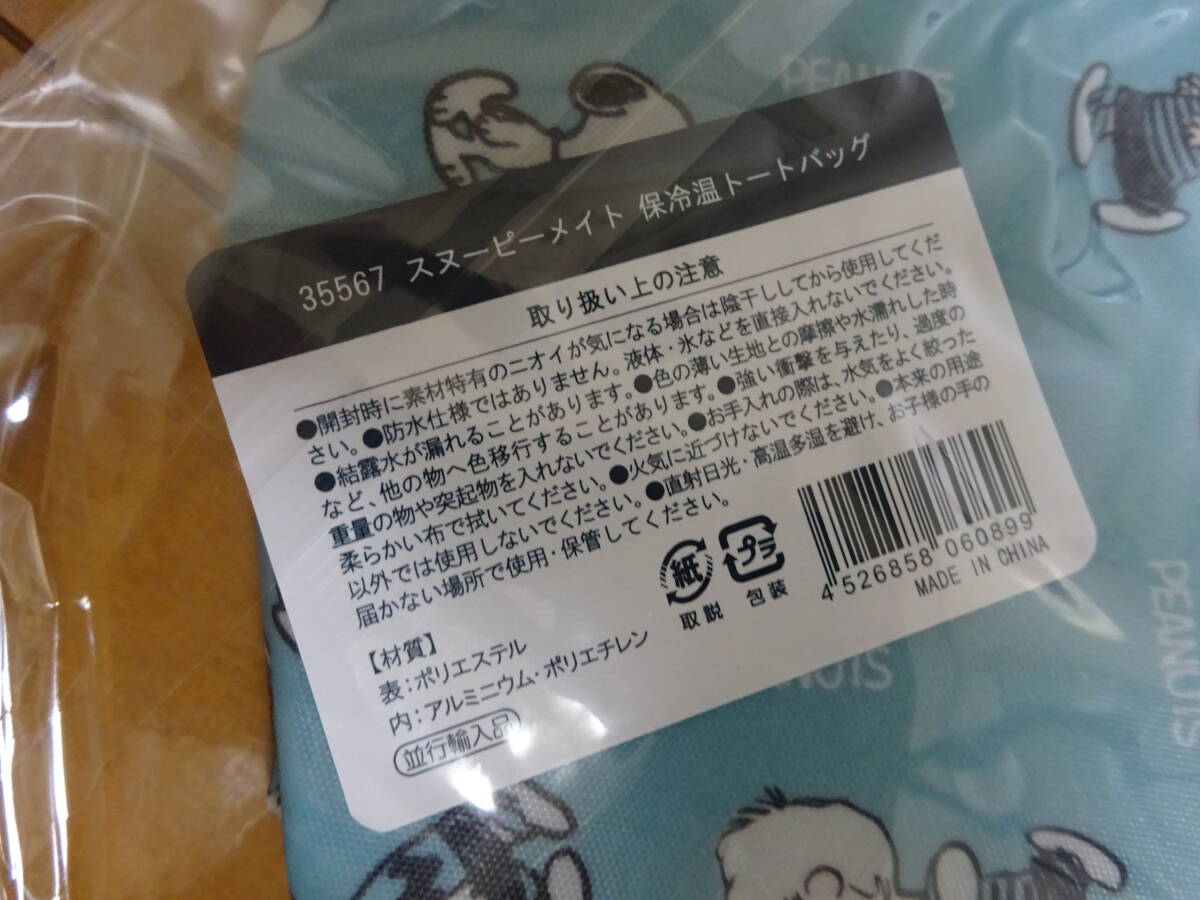 PEANUTS
35567 スヌーピーメイト 保冷温トートバッグ
取り扱い上の注意
●開封時に素材特有のニオイが気になる場合は陰干ししてから使用してくだ
さい。●防水仕様ではありません。液体・氷などを直接入れないでください。
●結露水が漏れることがあります。●色の薄い生地との摩擦や水濡れした時
など、他の物へ色移行することがあります。●強い衝撃を与えたり、過度の
重量の物や突起物を入れないでください。●お手入れの際は、水気をよく絞った
柔らかい布で拭いてください。●火気に近づけないでください。●本来の用途
以外では使用しないでください。●直射日光・高温多湿を避け、お子様の手の
届かない場所で使用・保管してください。
紙
取説
プラ
包装
4 526858 060899
MADE IN CHINA
【材質】
表：ポリエステル
内：アルミニウム・ポリエチレン
並行輸入品
NUTS
PEANUTS